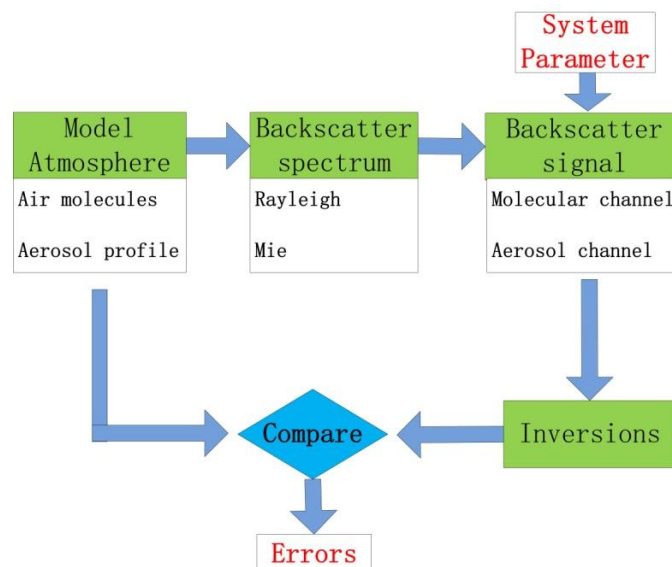 System
Parameter
Model
Atmosphere
Backscatter
spectrum
Backscatter
signal
Air molecules
Aerosol profile
Rayleigh
Mie
Molecular channel
Aerosol channel
Compare
Inversions
Errors